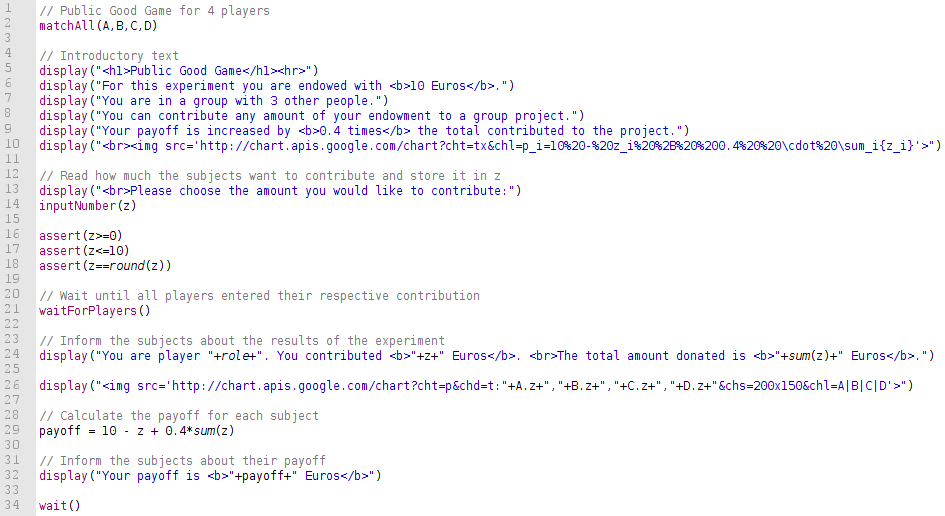 1 // Public Good Game for 4 players
2 matchAll(A,B,C,D)
3
4 // Introductory text
5 display("<h1>Public Good Game</h1><hr>")
6 display("For this experiment you are endowed with <b>10 Euros</b>.")
7 display("You are in a group with 3 other people.")
8 display("You can contribute any amount of your endowment to a group project.")
9 display("Your payoff is increased by <b>0.4 times</b> the total contributed to the project.")
10 display("<br><img src='http://chart.apis.google.com/chart?cht=tx&chl=p_i=10%20-%20z_i%20%2B%20%200.4%20%20\cdot%20\sum_i{z_i}'>")
11
12 // Read how much the subjects want to contribute and store it in z
13 display("<br>Please choose the amount you would like to contribute:")
14 inputNumber(z)
15
16 assert(z>=0)
17 assert(z<=10)
18 assert(z==round(z))
19
20 // Wait until all players entered their respective contribution
21 waitForPlayers()
22
23 // Inform the subjects about the results of the experiment
24 display("You are player "+role+". You contributed <b>"+z+" Euros</b>. <br>The total amount donated is <b>"+sum(z)+" Euros</b>.")
25
26 display("<img src='http://chart.apis.google.com/chart?cht=p&chd=t:"+A.z+","+B.z+","+C.z+","+D.z+"&chs=200x150&chl=A|B|C|D'>")
27
28 // Calculate the payoff for each subject
29 payoff = 10 - z + 0.4*sum(z)
30
31 // Inform the subjects about their payoff
32 display("Your payoff is <b>"+payoff+" Euros</b>")
33
34 wait()